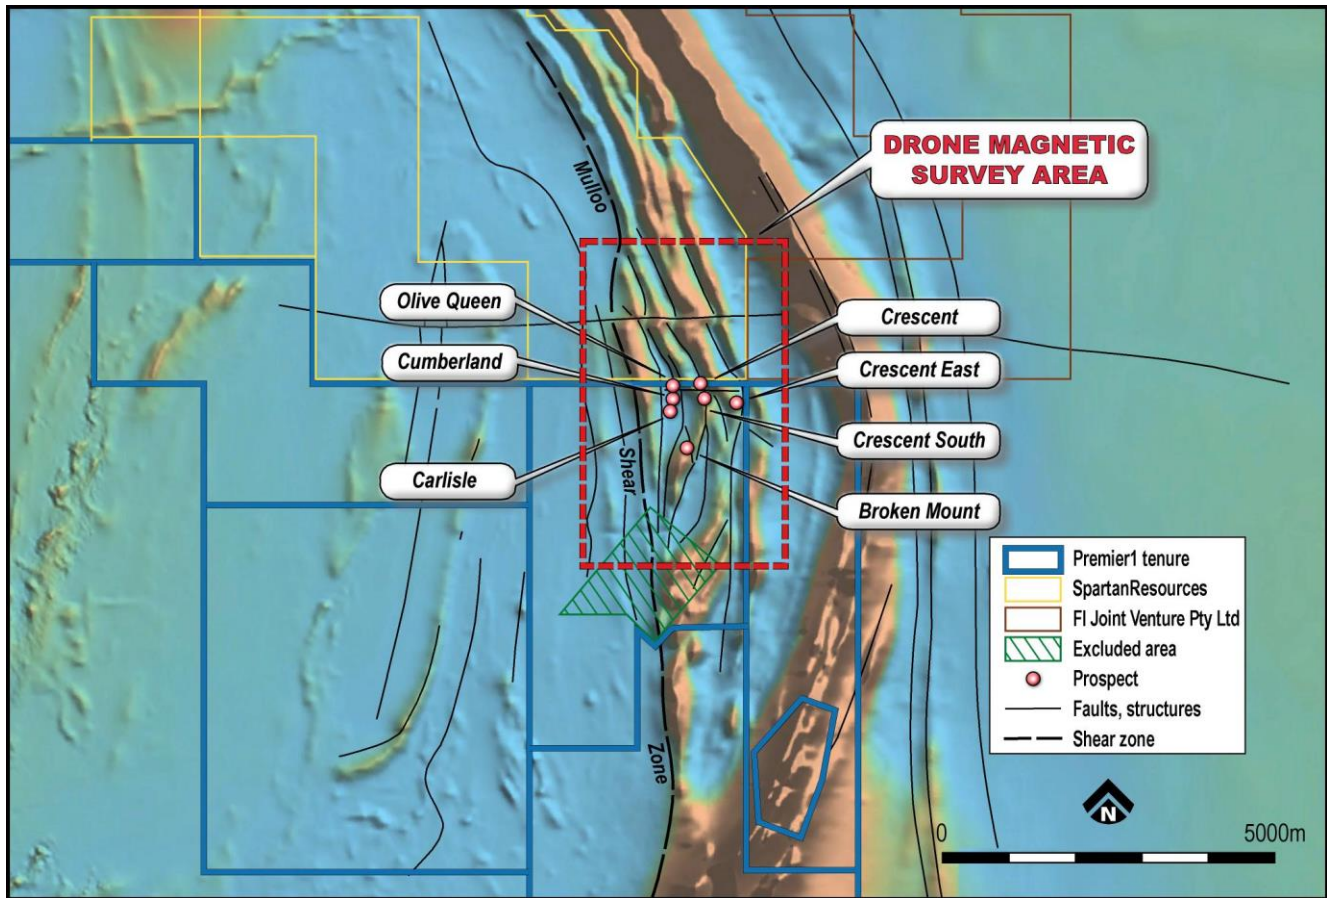 DRONE MAGNETIC
SURVEY AREA
Mulloo
Shear
Zone
Olive Queen
Cumberland
Carlisle
Crescent
Crescent East
Crescent South
Broken Mount
Premier1 tenure
SpartanResources
FI Joint Venture Pty Ltd
Excluded area
Prospect
Faults, structures
Shear zone
N
0 5000m